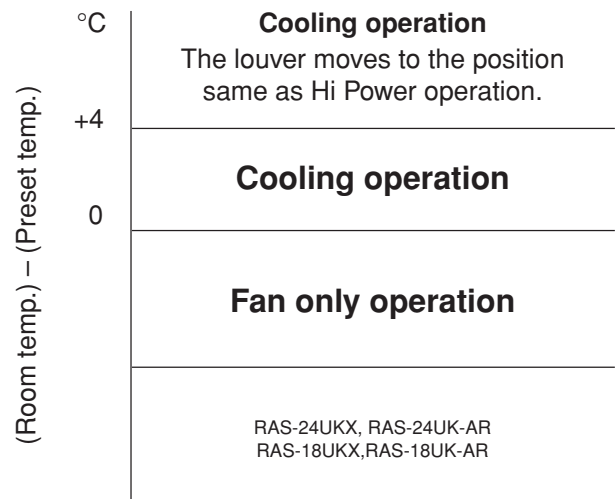 °C
Cooling operation
The louver moves to the position
same as Hi Power operation.
+4
Cooling operation
0
Fan only operation
(Room temp.) – (Preset temp.)
RAS-24UKX, RAS-24UK-AR
RAS-18UKX,RAS-18UK-AR